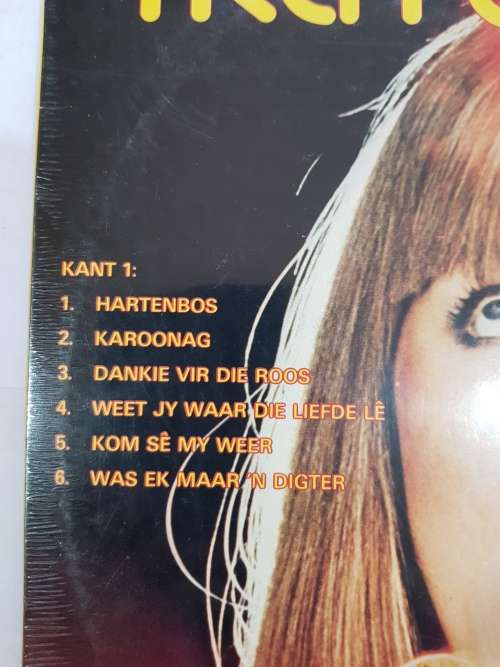 KANT 1:
1. HARTENBOS
2. KAROONAG
3. DANKIE VIR DIE ROOS
4. WEET JY WAAR DIE LIEFDE LÊ
5. KOM SÊ MY WEER
6. WAS EK MAAR 'N DIGTER